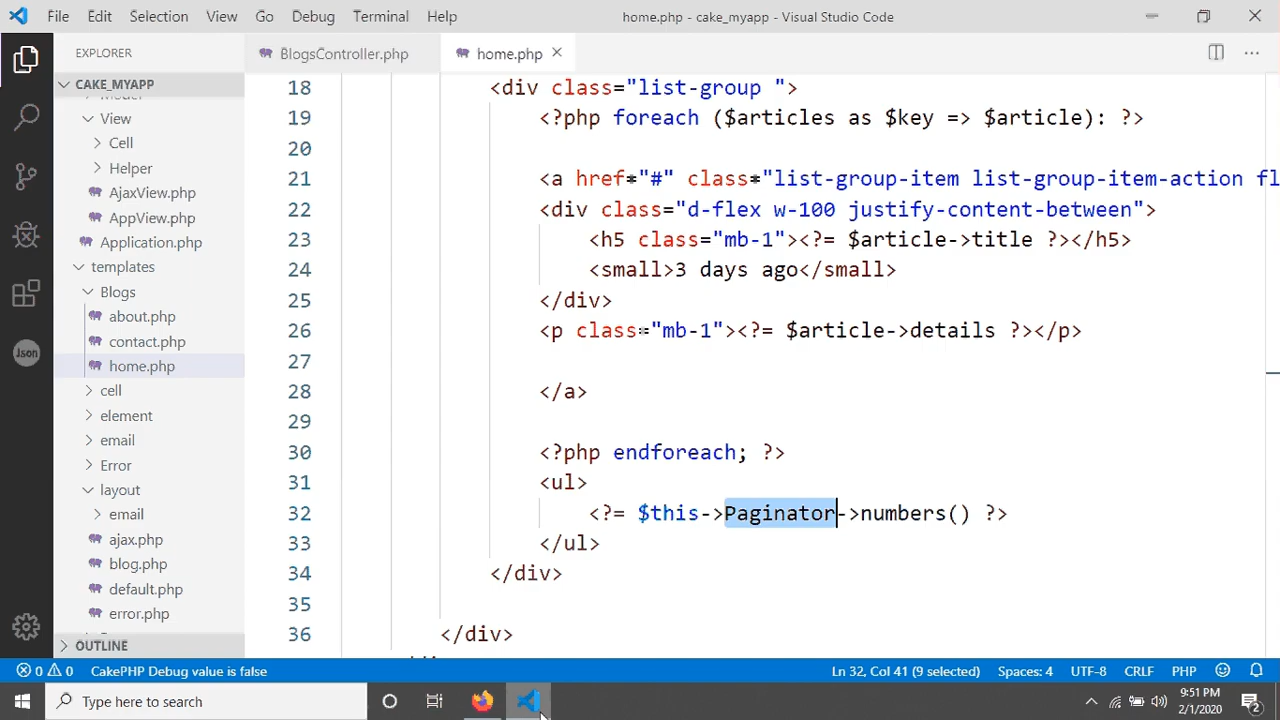 File Edit Selection View Go Debug Terminal Help home.php - cake_myapp - Visual Studio Code
EXPLORER
BlogsController.php home.php
CAKE_MYAPP
View
Cell
Helper
AjaxView.php
AppView.php
Application.php
templates
Blogs
about.php
contact.php
home.php
cell
element
email
Error
layout
email
ajax.php
blog.php
default.php
error.php
OUTLINE
18 <div class="list-group ">
19 <?php foreach ($articles as $key => $article): ?>
20
21 <a href="#" class="list-group-item list-group-item-action fl
22 <div class="d-flex w-100 justify-content-between">
23 <h5 class="mb-1"><?= $article->title ?></h5>
24 <small>3 days ago</small>
25 </div>
26 <p class="mb-1"><?= $article->details ?></p>
27
28 </a>
29
30 <?php endforeach; ?>
31 <ul>
32 <?= $this->Paginator->numbers() ?>
33 </ul>
34 </div>
35
36 </div>
Json
0 0 CakePHP Debug value is false Ln 32, Col 41 (9 selected) Spaces: 4 UTF-8 CRLF PHP
Type here to search
9:51 PM
2/1/2020
2